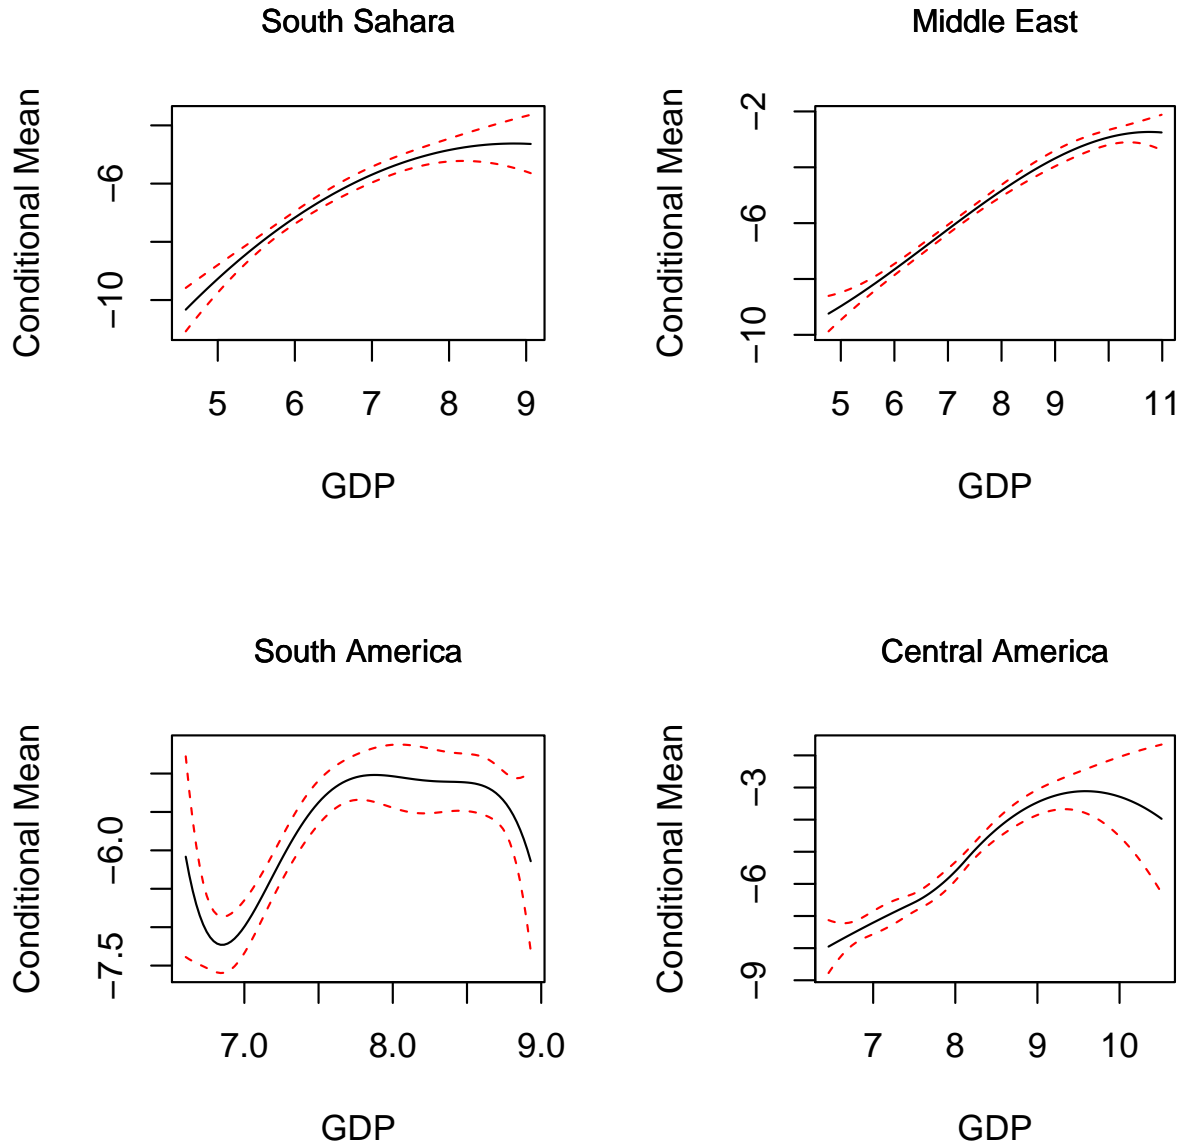 South Sahara
Conditional Mean
−6
−10
5 6 7 8 9
GDP
Middle East
Conditional Mean
−2
−6
−10
5 6 7 8 9 11
GDP
South America
Conditional Mean
−6.0
−7.5
7.0 8.0 9.0
GDP
Central America
Conditional Mean
−3
−6
−9
7 8 9 10
GDP